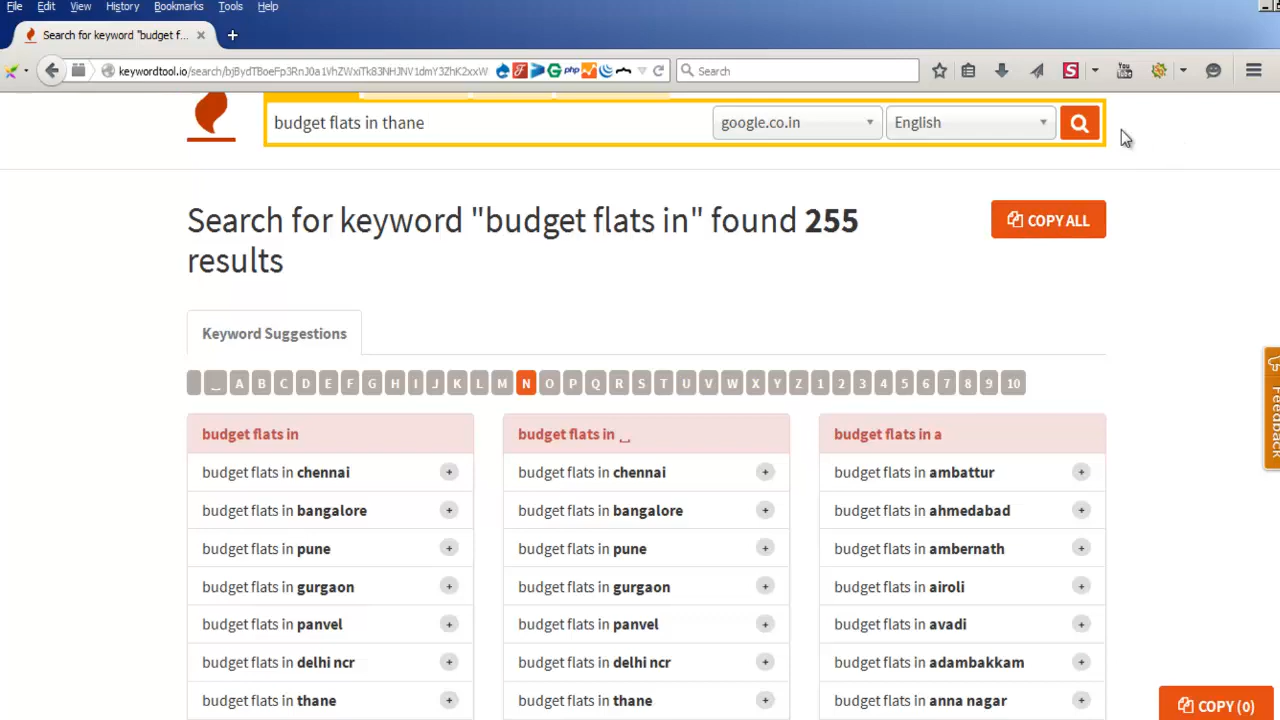 File Edit View History Bookmarks Tools Help
Search for keyword "budget f... × +
keywordtool.io/search/
Search
budget flats in thane google.co.in English
Search for keyword "budget flats in" found 255
results
COPY ALL
Keyword Suggestions
_ A B C D E F G H I J K L M N O P Q R S T U V W X Y Z 1 2 3 4 5 6 7 8 9 10
budget flats in
budget flats in chennai +
budget flats in bangalore +
budget flats in pune +
budget flats in gurgaon +
budget flats in panvel +
budget flats in delhi ncr +
budget flats in thane +
budget flats in _
budget flats in chennai +
budget flats in bangalore +
budget flats in pune +
budget flats in gurgaon +
budget flats in panvel +
budget flats in delhi ncr +
budget flats in thane +
budget flats in a
budget flats in ambattur +
budget flats in ahmedabad +
budget flats in ambernath +
budget flats in airoli +
budget flats in avadi +
budget flats in adambakkam +
budget flats in anna nagar +
Feedback
COPY (0)